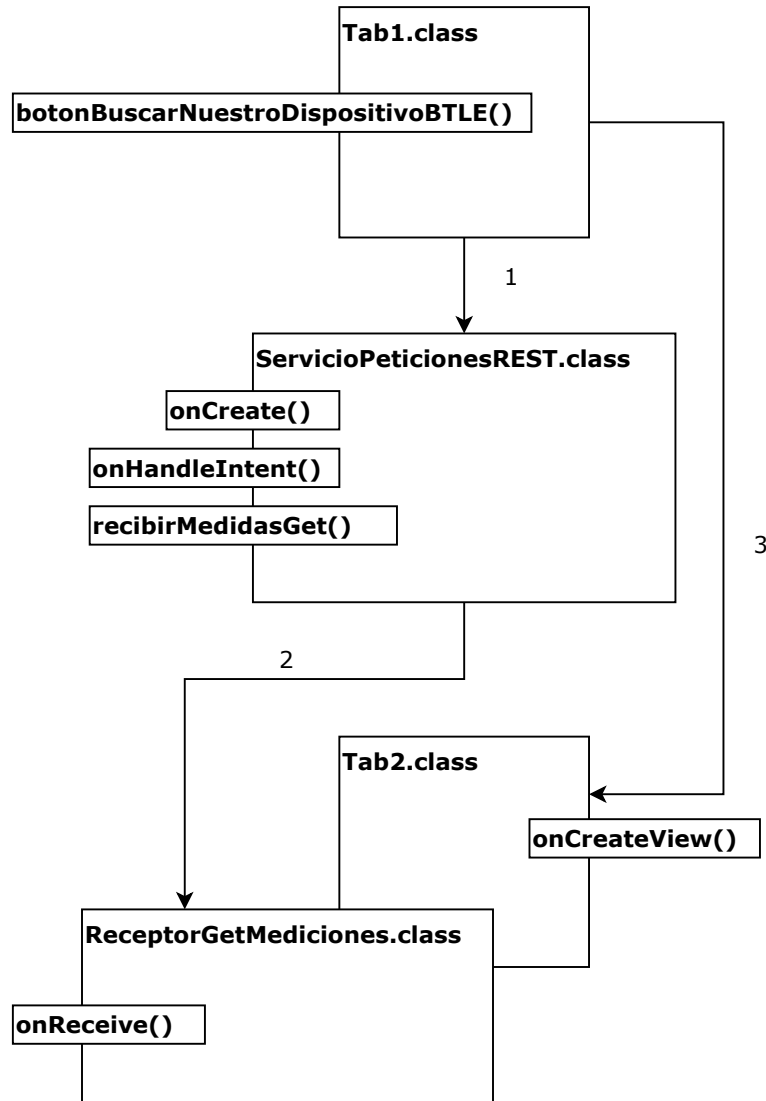 Tab1.class
botonBuscarNuestroDispositivoBTLE()
1
ServicioPeticionesREST.class
onCreate()
onHandleIntent()
recibirMedidasGet()
3
2
Tab2.class
onCreateView()
ReceptorGetMediciones.class
onReceive()